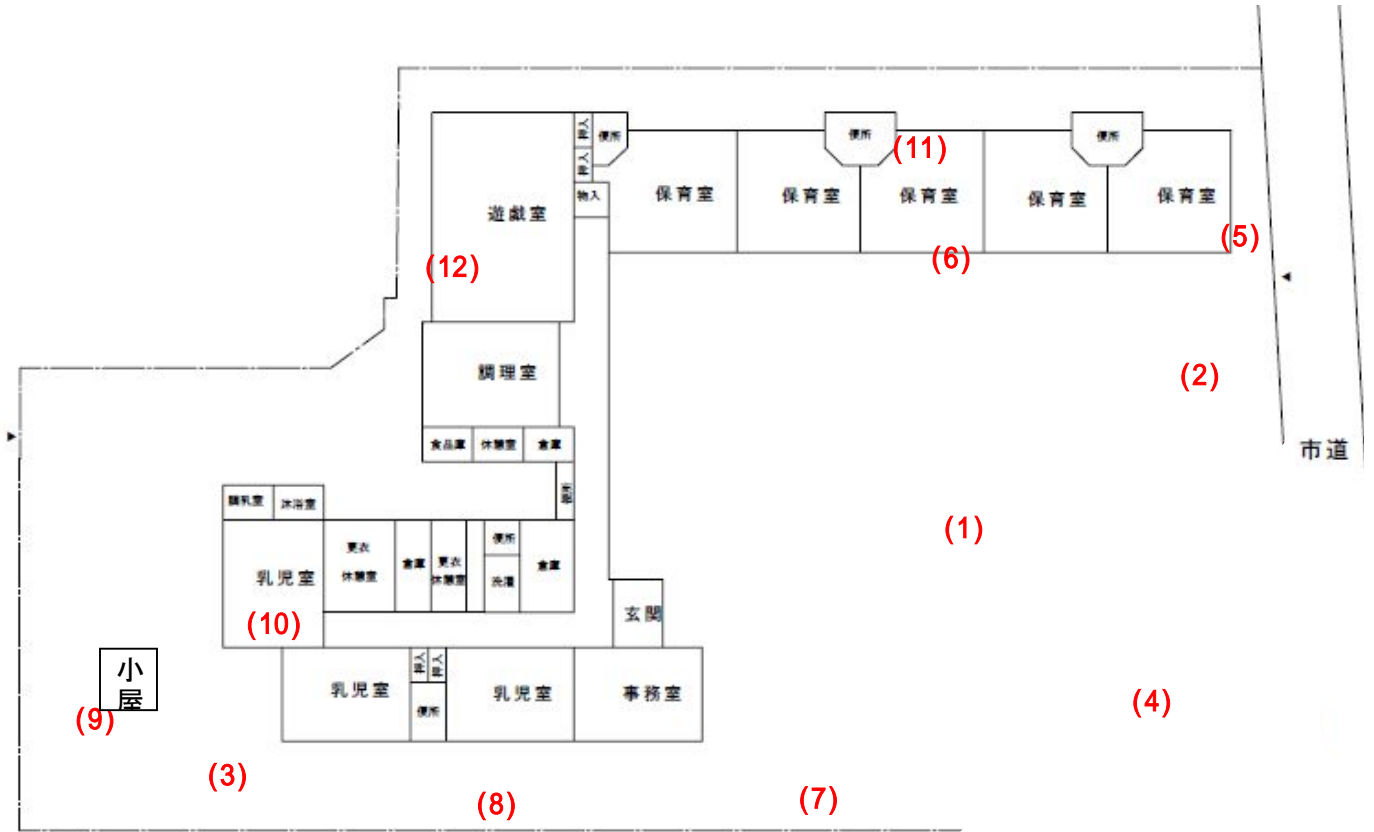 押入
便所
便所
便所
(11)
押入
物入
保育室
保育室
保育室
保育室
保育室
遊戯室
(5)
(6)
(12)
調理室
(2)
食品庫
休憩室
倉庫
市道
便所
調乳室
沐浴室
(1)
便所
更衣
休憩室
倉庫
更衣
休憩室
倉庫
乳児室
洗濯
(10)
玄関
小
屋
押入
押入
乳児室
乳児室
事務室
便所
(9)
(4)
(3)
(8)
(7)